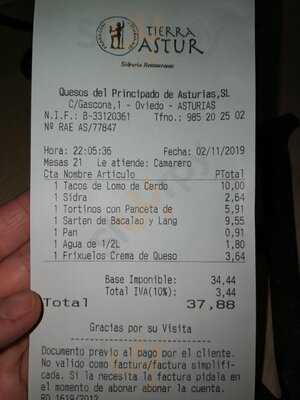 TIERRA
ASTUR
Sidrería Restaurante
Quesos del Principado de Asturias,SL
C/Gascona,1 - Oviedo - ASTURIAS
N.I.F.: B-33120361 Tfno.: 985 20 25 02
Nº RAE AS/77847
Hora: 22:05:36 Fecha: 02/11/2019
Mesas 21 Le atiende: Camarero
Cta Nombre Artículo PTotal
1 Tacos de Lomo de Cerdo 10,00
1 Sidra 2,64
1 Tortinos con Panceta de 5,91
1 Sarten de Bacalao y Lang 9,55
1 Pan 0,91
1 Agua de 1/2L 1,80
1 Frixuelos Crema de Queso 3,64
Base Imponible: 34,44
Total IVA(10%): 3,44
Total 37,88
Gracias por su Visita
Documento previo al pago por el cliente.
No valido como factura/factura simplifi-
cada. Si la necesita la factura pidala en
el momento de abonar abonar la cuenta.
RD 1619/2012